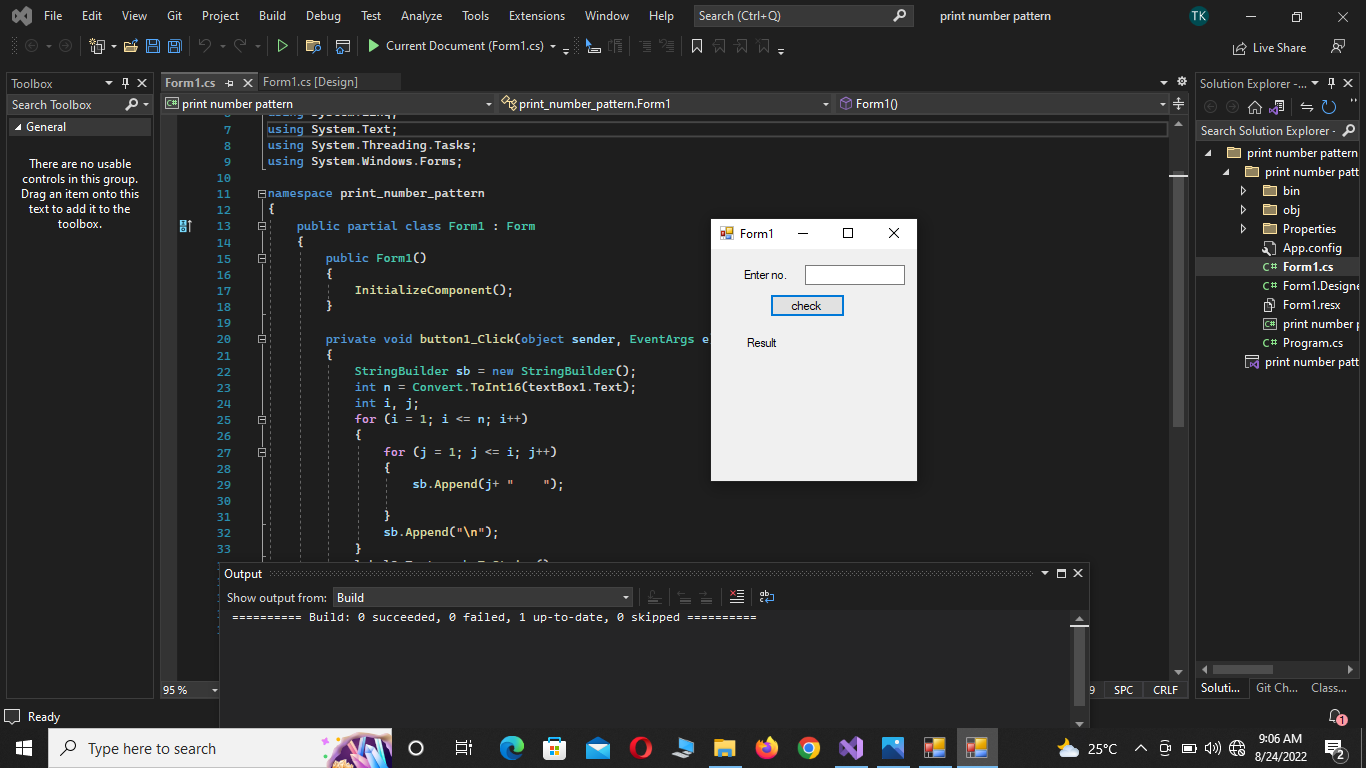 File Edit View Git Project Build Debug Test Analyze Tools Extensions Window Help Search (Ctrl+Q) print number pattern TK
Current Document (Form1.cs) Live Share
Toolbox
Search Toolbox
General
There are no usable
controls in this group.
Drag an item onto this
text to add it to the
toolbox.
Form1.cs Form1.cs [Design]
C# print number pattern print_number_pattern.Form1 Form1()
7 using System.Text;
8 using System.Threading.Tasks;
9 using System.Windows.Forms;
10
11 namespace print_number_pattern
12 {
13 public partial class Form1 : Form
14 {
15 public Form1()
16 {
17 InitializeComponent();
18 }
19
20 private void button1_Click(object sender, EventArgs e
21 {
22 StringBuilder sb = new StringBuilder();
23 int n = Convert.ToInt16(textBox1.Text);
24 int i, j;
25 for (i = 1; i <= n; i++)
26 {
27 for (j = 1; j <= i; j++)
28 {
29 sb.Append(j+ "    ");
30
31 }
32 sb.Append("\n");
33 }
Form1
Enter no.
check
Result
Output
Show output from: Build
========== Build: 0 succeeded, 0 failed, 1 up-to-date, 0 skipped ==========
95 % 9 SPC CRLF
Solution Explorer -
Search Solution Explorer -
print number pattern
print number patt
bin
obj
Properties
App.config
C# Form1.cs
C# Form1.Designe
Form1.resx
C# print number p
C# Program.cs
print number patt
Soluti... Git Ch... Class...
Ready 1
Type here to search 25°C 9:06 AM
8/24/2022 2